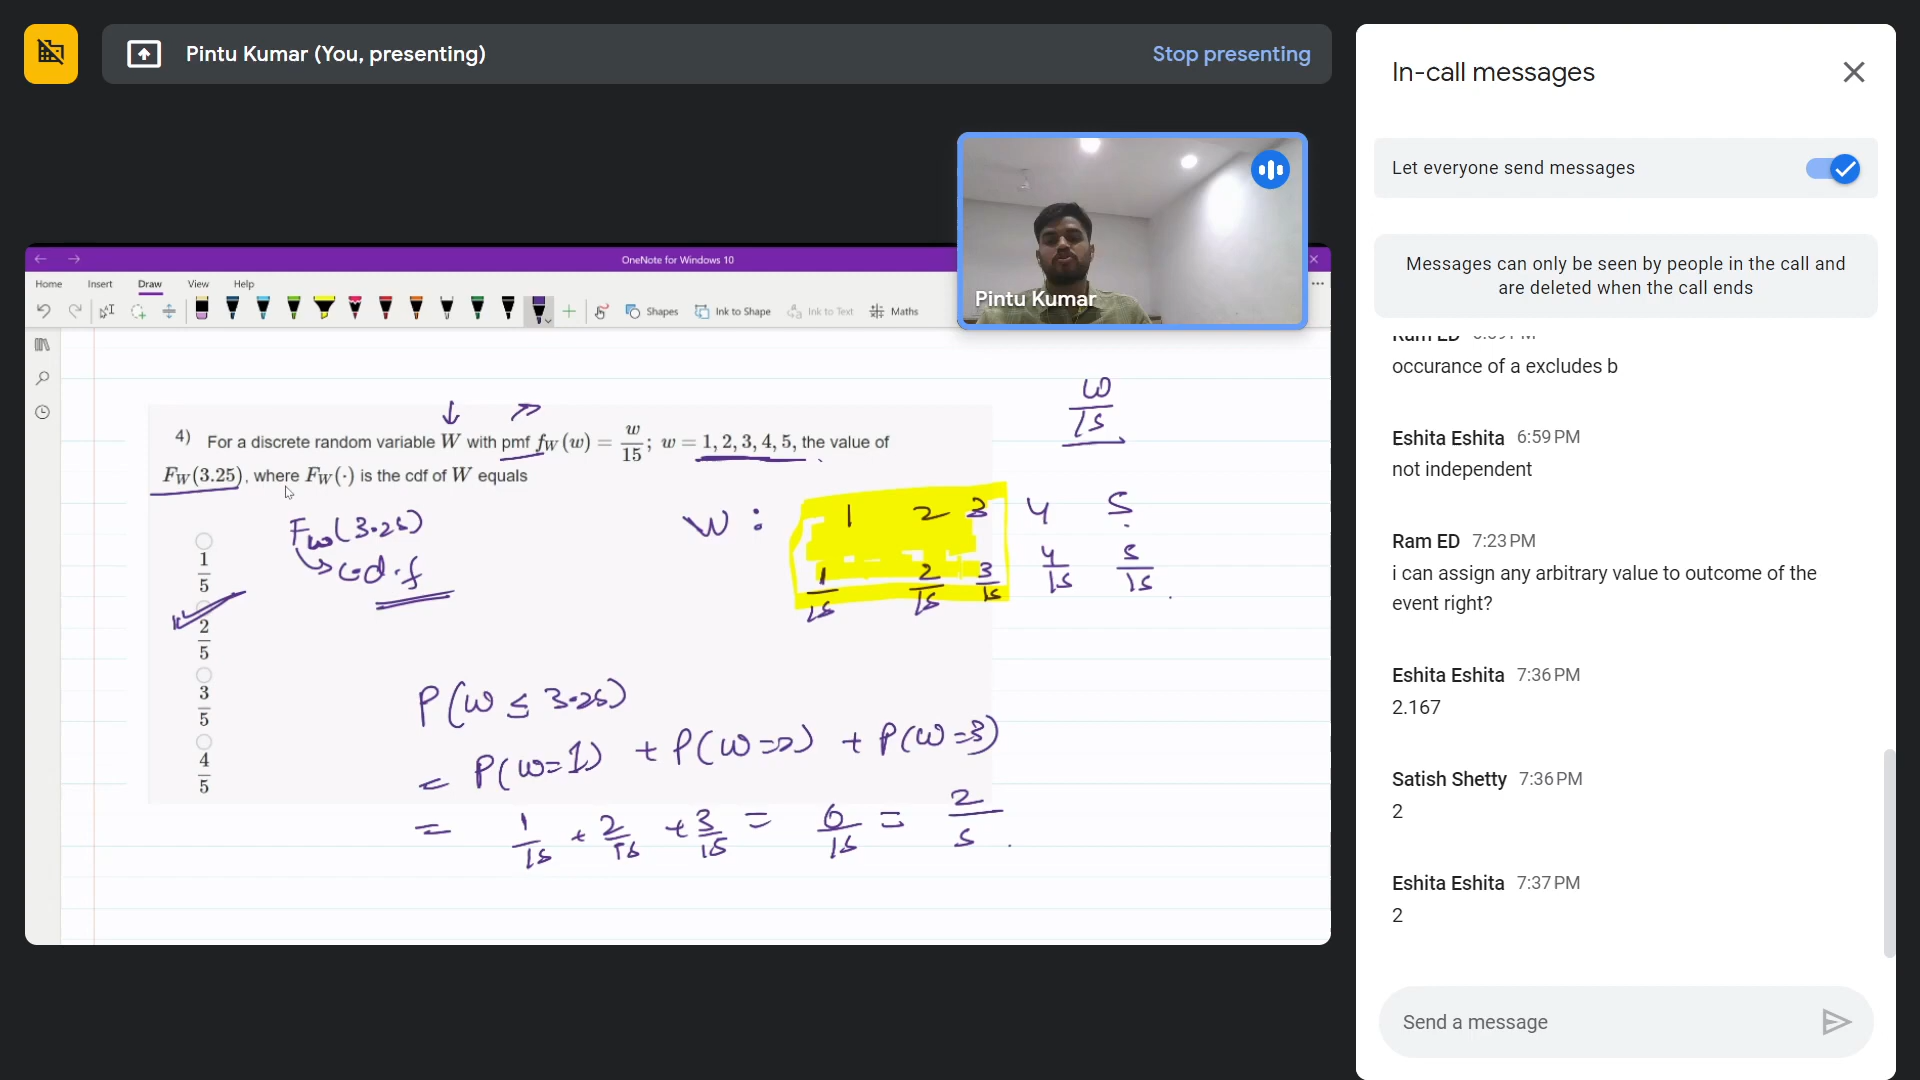 Pintu Kumar (You, presenting)
Stop presenting
OneNote for Windows 10
Home Insert Draw View Help
Shapes Ink to Shape Ink to Text Maths
Pintu Kumar
4) For a discrete random variable W with pmf f_W(w) = w/15; w = 1, 2, 3, 4, 5, the value of
F_W(3.25), where F_W(·) is the cdf of W equals
1/5
2/5
3/5
4/5
w/15
F_w(3.25)
c.d.f
W : 1 2 3 4 5
1/15 2/15 3/15 4/15 5/15
P(W ≤ 3.25)
= P(W=1) + P(W=2) + P(W=3)
= 1/15 + 2/15 + 3/15 = 6/15 = 2/5
In-call messages
Let everyone send messages
Messages can only be seen by people in the call and
are deleted when the call ends
Ram ED
occurance of a excludes b
Eshita Eshita 6:59 PM
not independent
Ram ED 7:23 PM
i can assign any arbitrary value to outcome of the
event right?
Eshita Eshita 7:36 PM
2.167
Satish Shetty 7:36 PM
2
Eshita Eshita 7:37 PM
2
Send a message